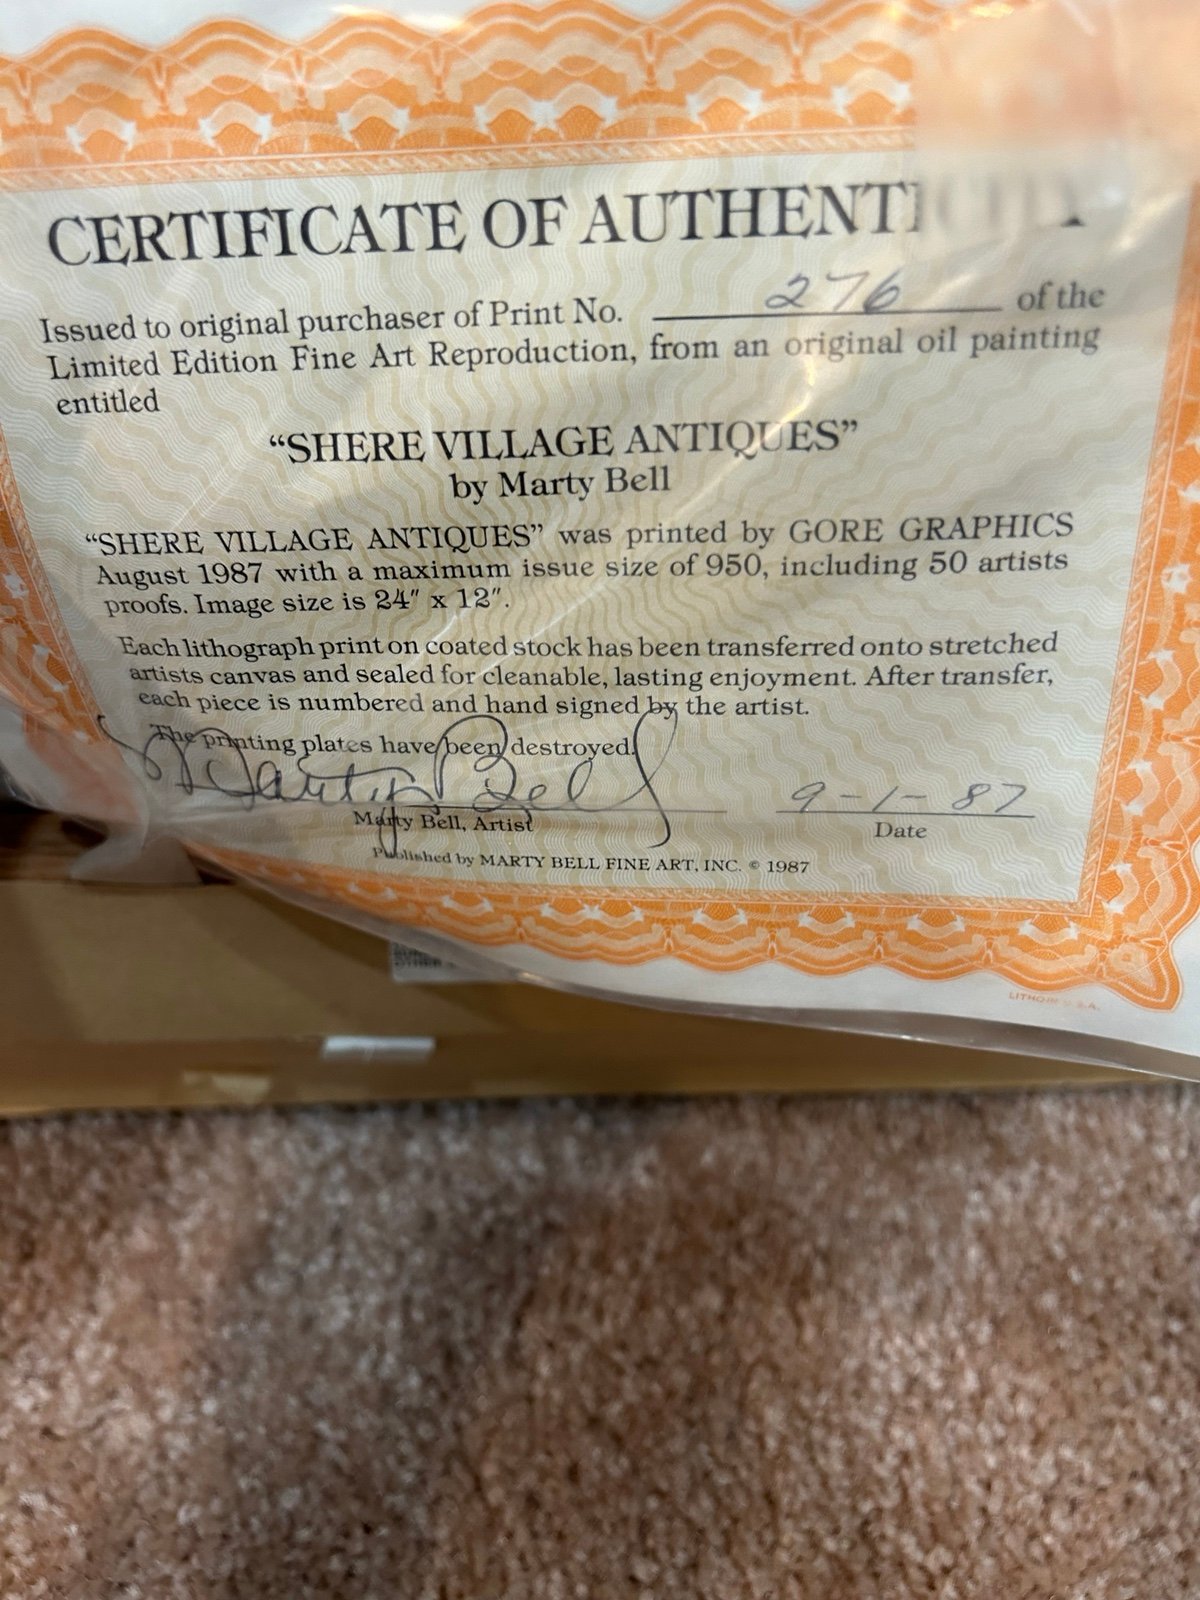 CERTIFICATE OF AUTHENTICITY
Issued to original purchaser of Print No. 276 of the
Limited Edition Fine Art Reproduction, from an original oil painting
entitled
“SHERE VILLAGE ANTIQUES”
by Marty Bell
“SHERE VILLAGE ANTIQUES” was printed by GORE GRAPHICS
August 1987 with a maximum issue size of 950, including 50 artists
proofs. Image size is 24" x 12".
Each lithograph print on coated stock has been transferred onto stretched
artists canvas and sealed for cleanable, lasting enjoyment. After transfer,
each piece is numbered and hand signed by the artist.
The printing plates have been destroyed.
Marty Bell 9-1-87
Marty Bell, Artist Date
Published by MARTY BELL FINE ART, INC. © 1987
LITHO IN U.S.A.